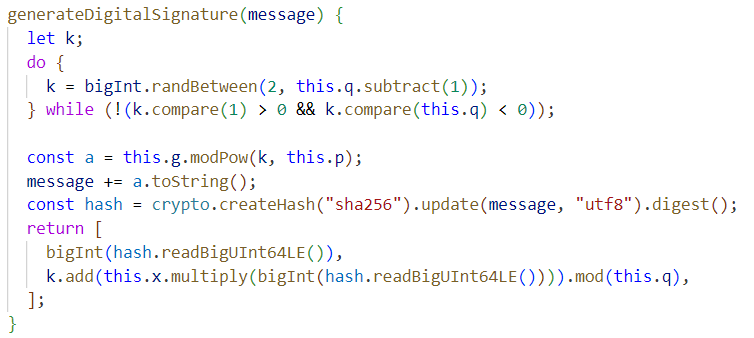 generateDigitalSignature(message) {
  let k;
  do {
    k = bigInt.randBetween(2, this.q.subtract(1));
  } while (!(k.compare(1) > 0 && k.compare(this.q) < 0));

  const a = this.g.modPow(k, this.p);
  message += a.toString();
  const hash = crypto.createHash("sha256").update(message, "utf8").digest();
  return [
    bigInt(hash.readBigUInt64LE()),
    k.add(this.x.multiply(bigInt(hash.readBigUInt64LE()))).mod(this.q),
  ];
}